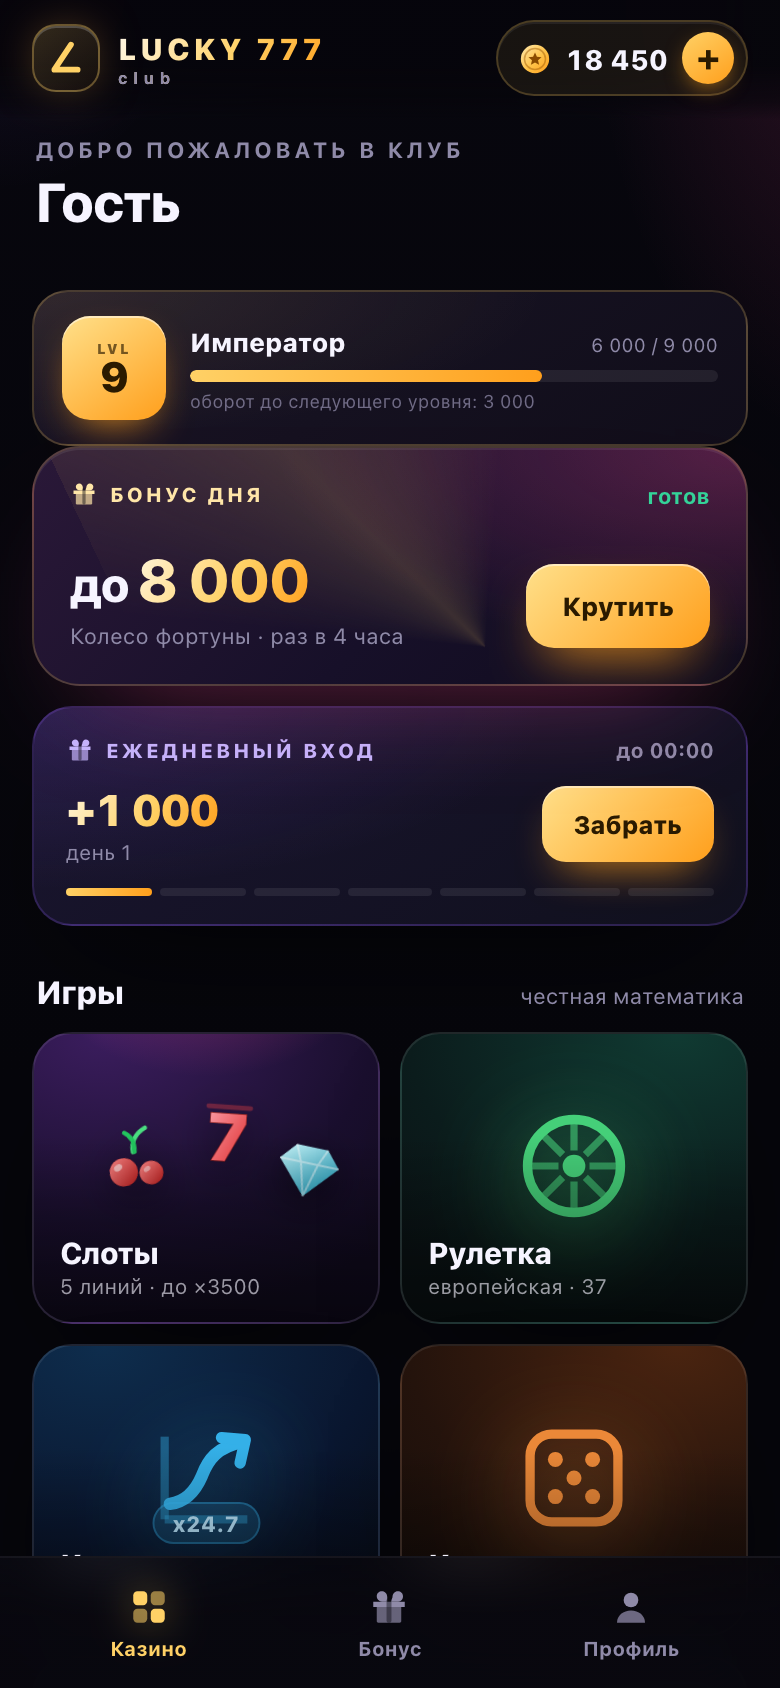 LUCKY 777
club
18 450
ДОБРО ПОЖАЛОВАТЬ В КЛУБ
Гость
LVL
9
Император
6 000 / 9 000
оборот до следующего уровня: 3 000
БОНУС ДНЯ
готов
до 8 000
Колесо фортуны · раз в 4 часа
Крутить
ЕЖЕДНЕВНЫЙ ВХОД
до 00:00
+1 000
день 1
Забрать
Игры
честная математика
7
Слоты
5 линий · до ×3500
Рулетка
европейская · 37
x24.7
Казино
Бонус
Профиль